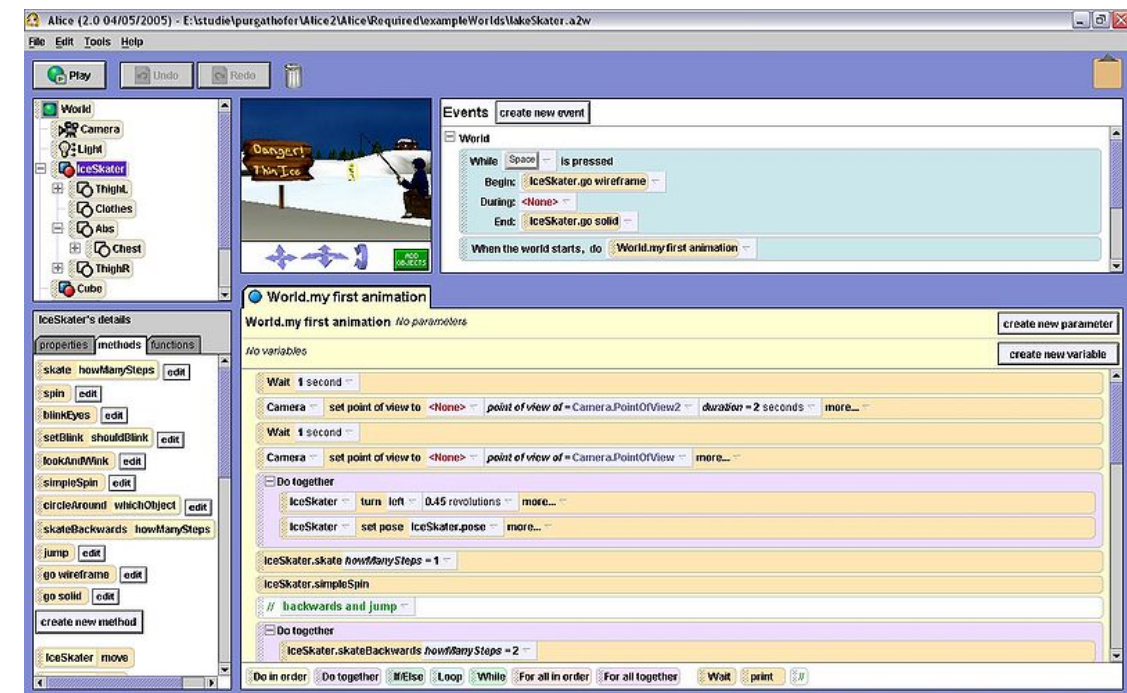 Alice (2.0 04/05/2005) - E:\studie\purgathofer\Alice2\Alice\Required\exampleWorlds\lakeSkater.a2w
File Edit Tools Help
Play Undo Redo
World
Camera
Light
IceSkater
ThighL
Clothes
Abs
Chest
ThighR
Cube
Danger!
Thin Ice
ADD OBJECTS
Events create new event
World
While Space is pressed
Begin: IceSkater.go wireframe
During: <None>
End: IceSkater.go solid
When the world starts, do World.my first animation
IceSkater's details
properties methods functions
skate howManySteps edit
spin edit
blinkEyes edit
setBlink shouldBlink edit
lookAndWink edit
simpleSpin edit
circleAround whichObject edit
skateBackwards howManySteps
jump edit
go wireframe edit
go solid edit
create new method
IceSkater move
World.my first animation
World.my first animation No parameters create new parameter
No variables create new variable
Wait 1 second
Camera set point of view to <None> point of view of = Camera.PointOfView2 duration = 2 seconds more...
Wait 1 second
Camera set point of view to <None> point of view of = Camera.PointOfView more...
Do together
IceSkater turn left 0.45 revolutions more...
IceSkater set pose IceSkater.pose more...
IceSkater.skate howManySteps = 1
IceSkater.simpleSpin
// backwards and jump
Do together
IceSkater.skateBackwards howManySteps = 2
Do in order Do together If/Else Loop While For all in order For all together Wait print //